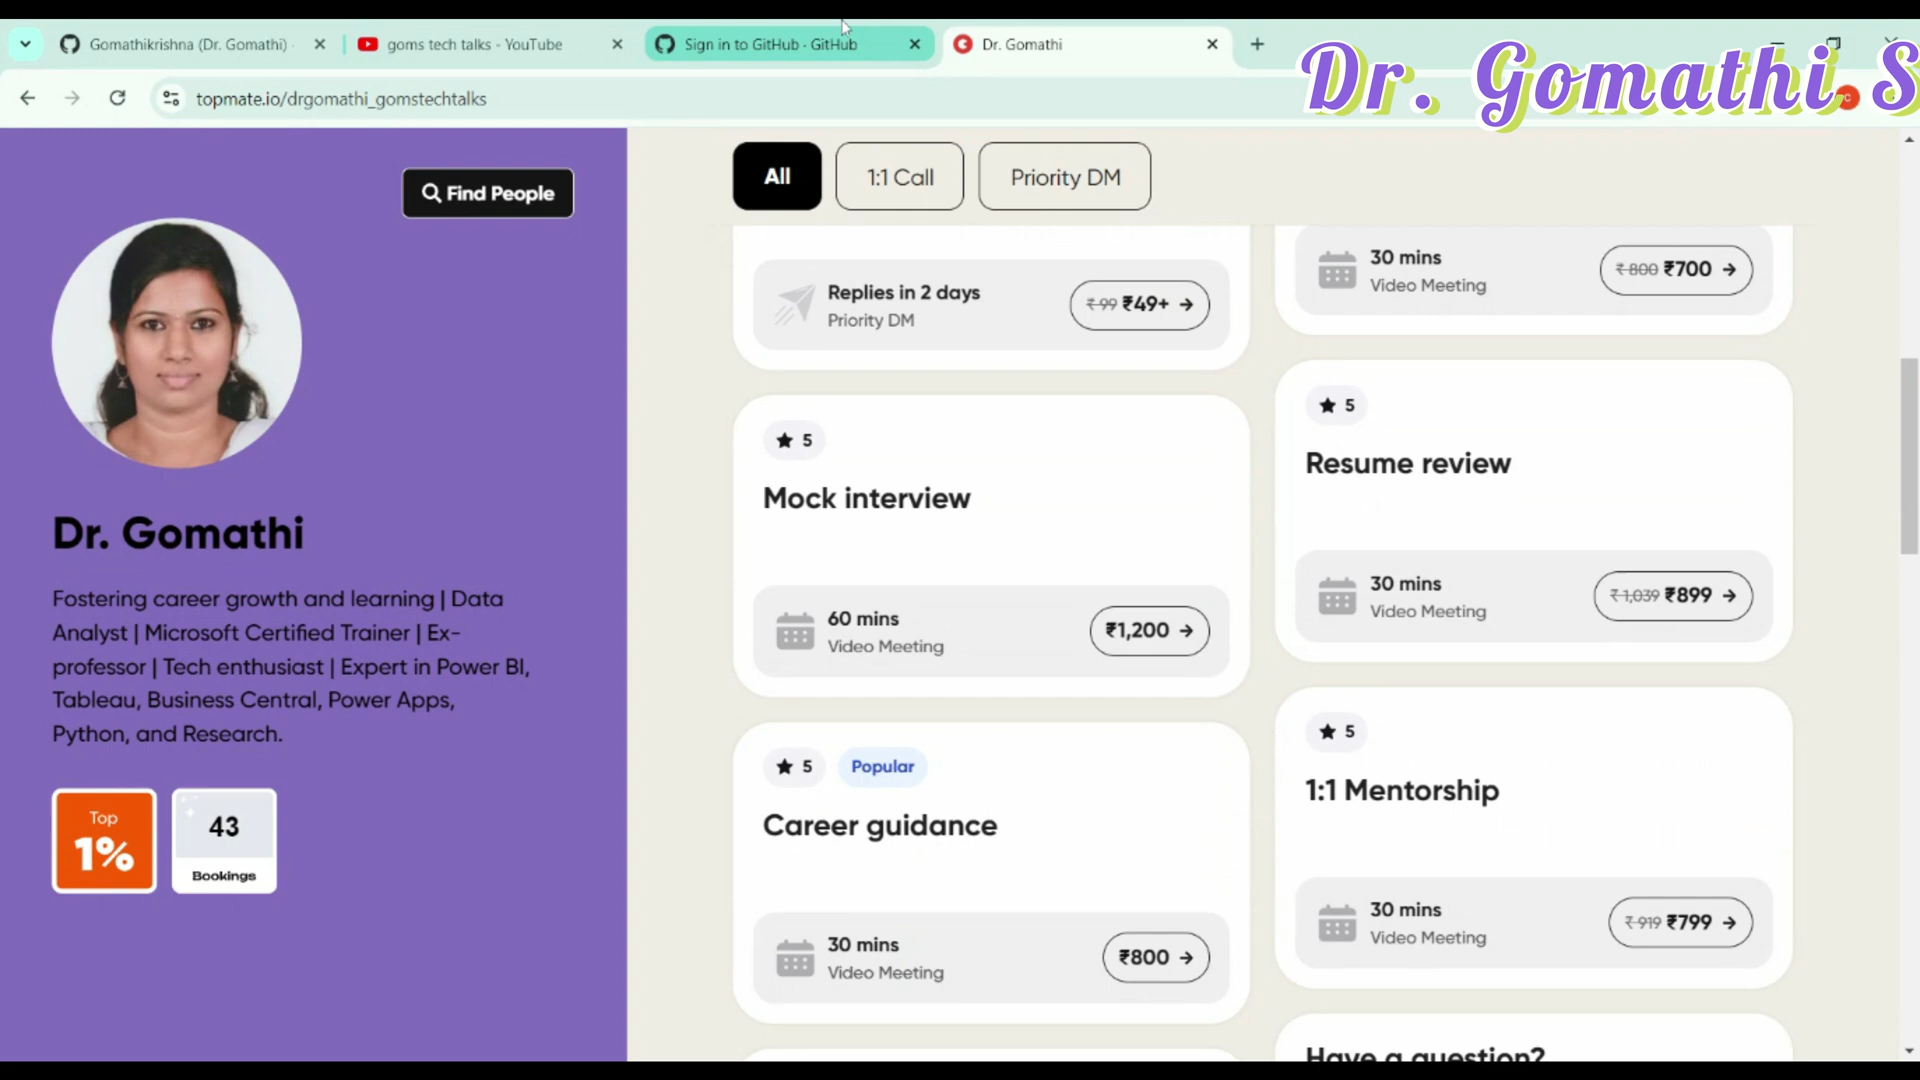 Gomathikrishna (Dr. Gomathi)
goms tech talks - YouTube
Sign in to GitHub · GitHub
Dr. Gomathi
Dr. Gomathi S
topmate.io/drgomathi_gomstechtalks
Find People
Dr. Gomathi
Fostering career growth and learning | Data
Analyst | Microsoft Certified Trainer | Ex-
professor | Tech enthusiast | Expert in Power BI,
Tableau, Business Central, Power Apps,
Python, and Research.
Top
1%
43
Bookings
All
1:1 Call
Priority DM
Replies in 2 days
Priority DM
₹99 ₹49+
30 mins
Video Meeting
₹800 ₹700
5
Mock interview
60 mins
Video Meeting
₹1,200
5
Resume review
30 mins
Video Meeting
₹1,039 ₹899
5 Popular
Career guidance
30 mins
Video Meeting
₹800
5
1:1 Mentorship
30 mins
Video Meeting
₹919 ₹799
Have a question?